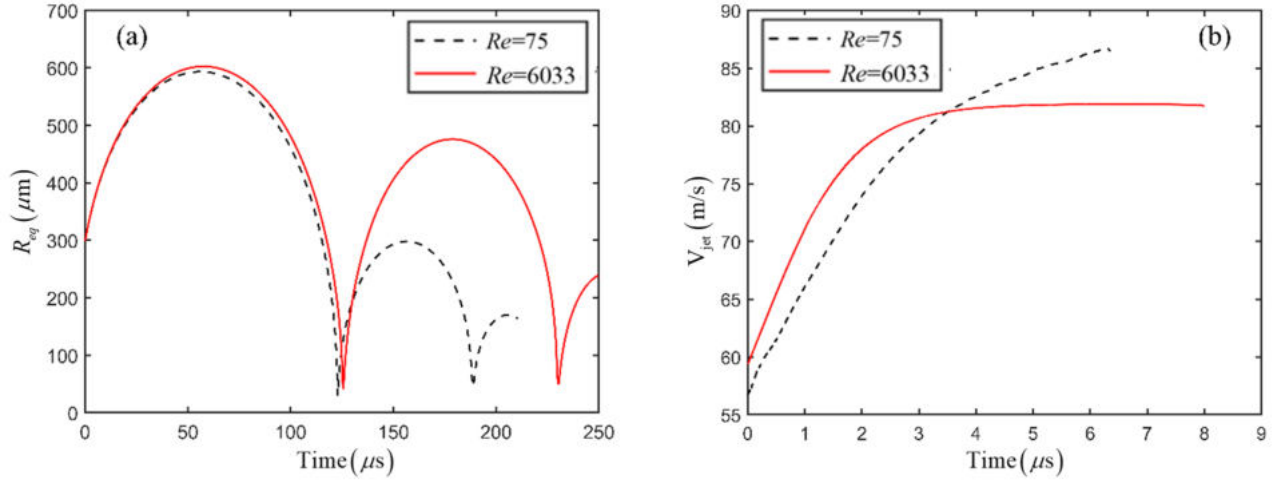 (a)
Re=75
Re=6033
700
600
500
400
300
200
100
0
R_eq (μm)
0 50 100 150 200 250
Time(μs)
(b)
Re=75
Re=6033
90
85
80
75
70
65
60
55
V_jet (m/s)
0 1 2 3 4 5 6 7 8 9
Time(μs)